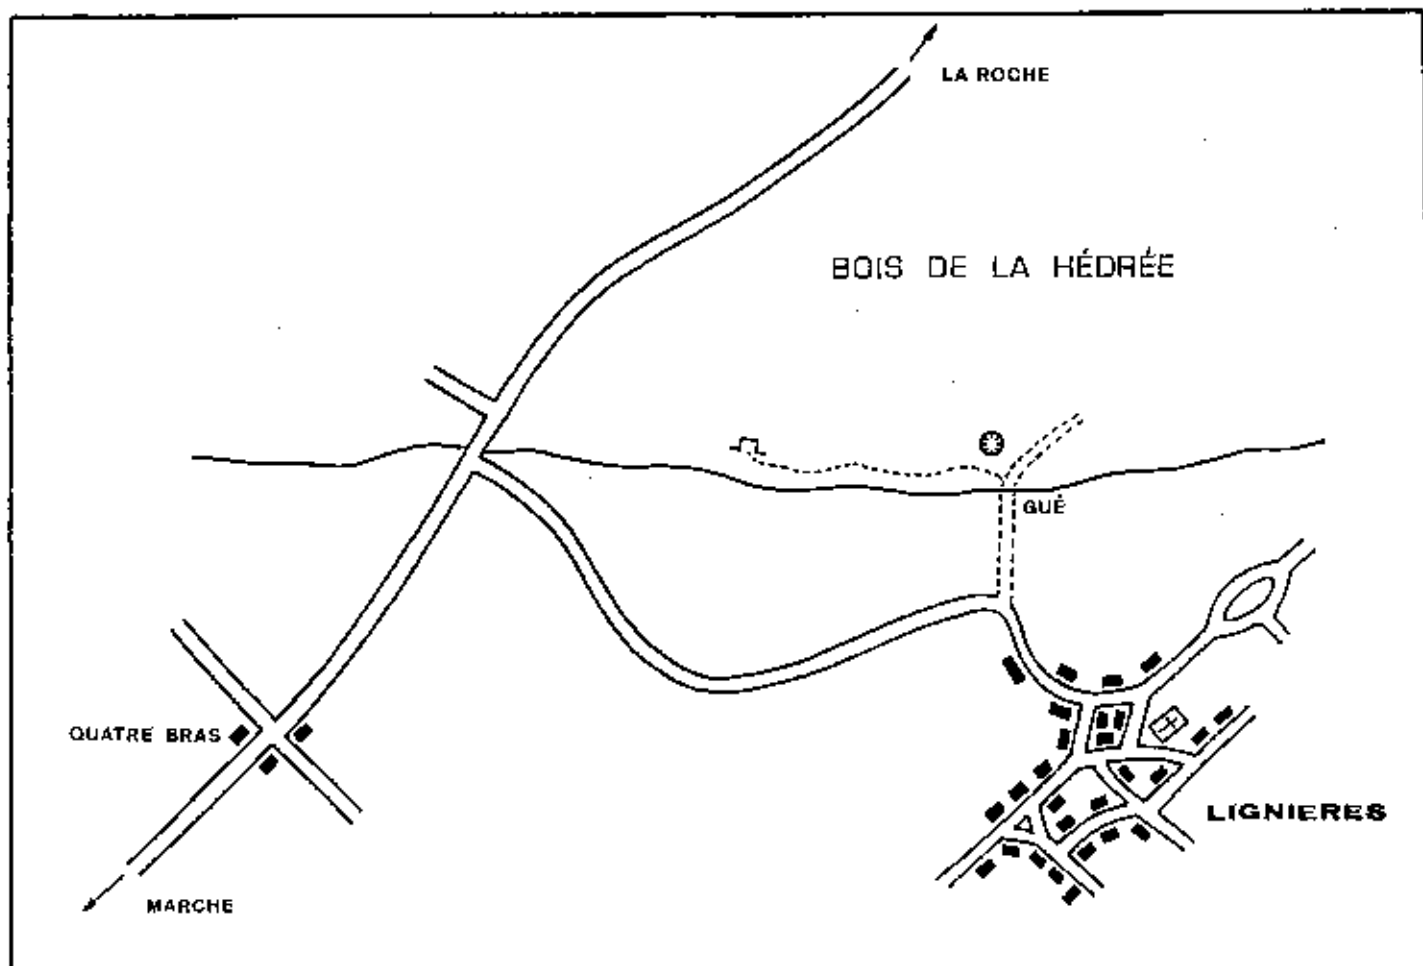 LA ROCHE
BOIS DE LA HÉDRÉE
GUÉ
QUATRE BRAS
LIGNIERES
MARCHE